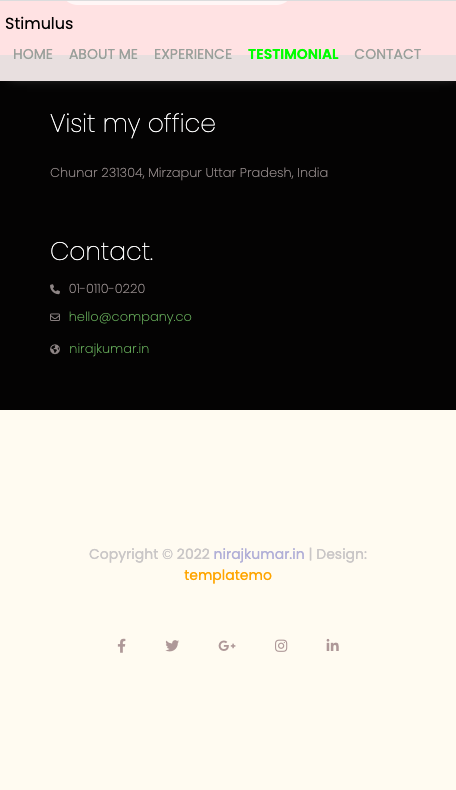 Stimulus
HOME ABOUT ME EXPERIENCE TESTIMONIAL CONTACT
Visit my office
Chunar 231304, Mirzapur Uttar Pradesh, India
Contact.
01-0110-0220
hello@company.co
nirajkumar.in
Copyright © 2022 nirajkumar.in | Design:
templatemo